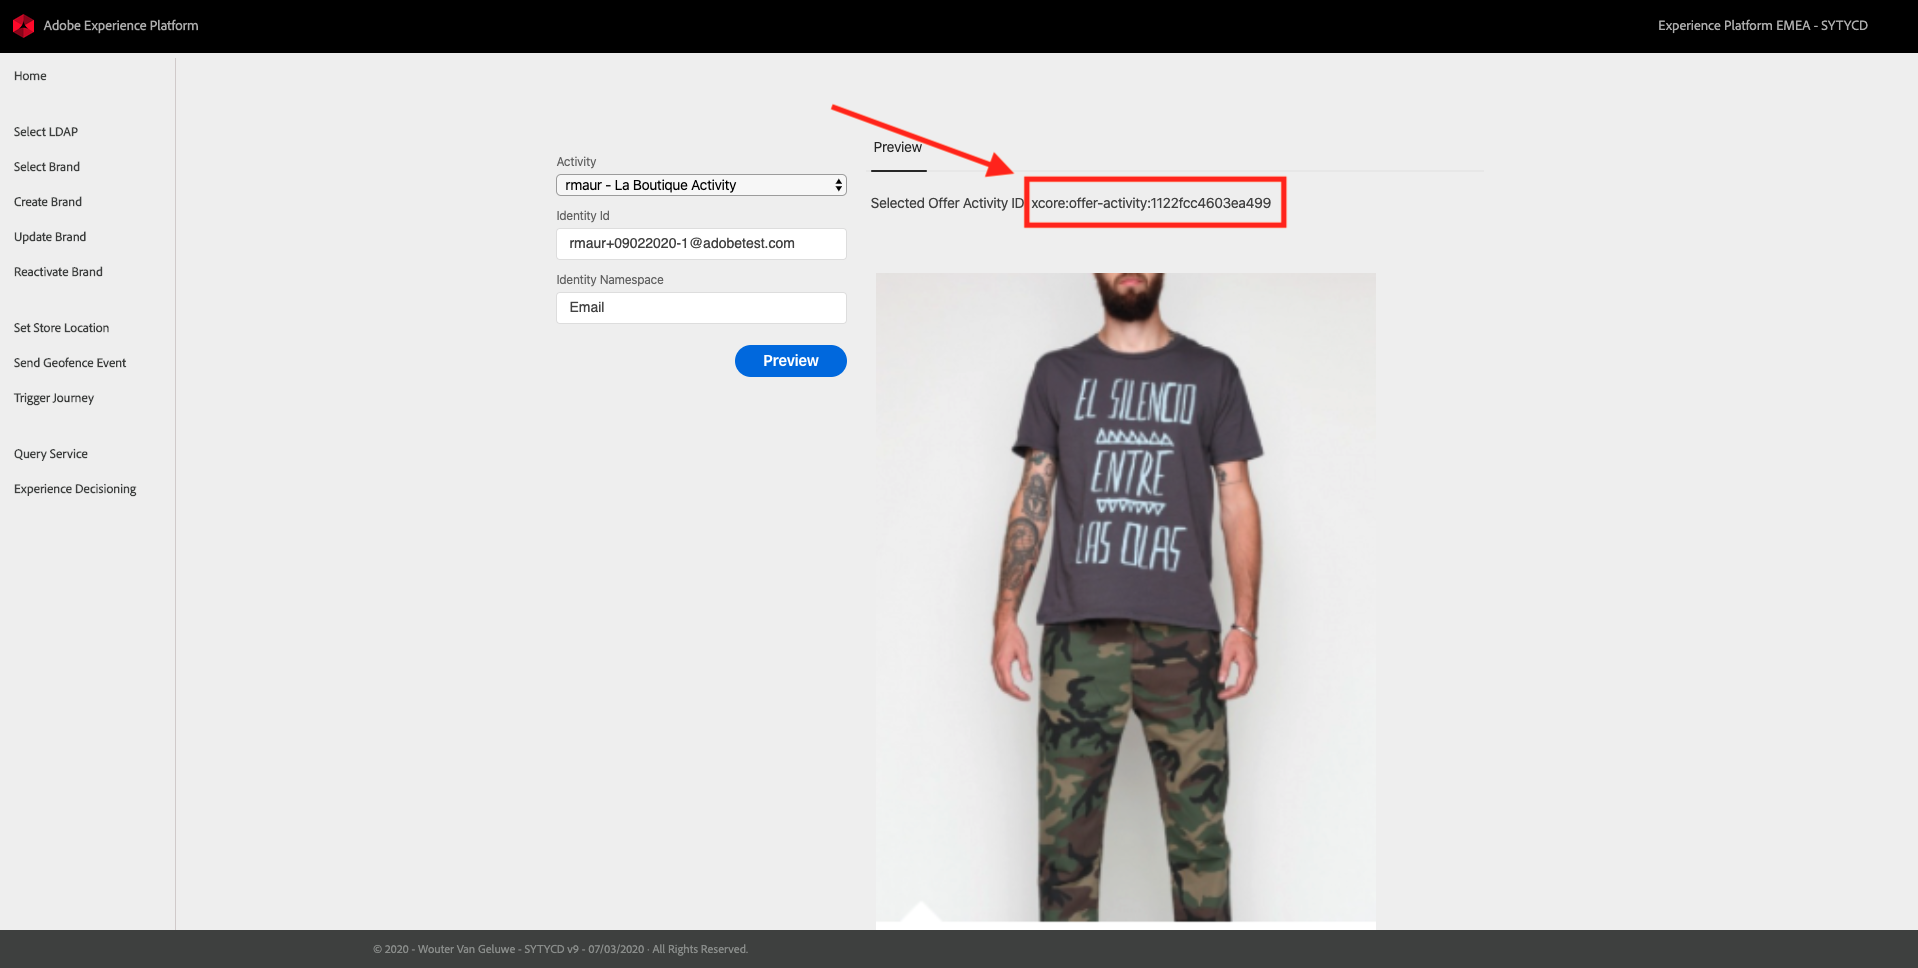 Adobe Experience Platform
Experience Platform EMEA - SYTYCD
Home
Select LDAP
Select Brand
Create Brand
Update Brand
Reactivate Brand
Set Store Location
Send Geofence Event
Trigger Journey
Query Service
Experience Decisioning
Activity
rmaur - La Boutique Activity
Identity Id
rmaur+09022020-1@adobetest.com
Identity Namespace
Email
Preview
Preview
Selected Offer Activity ID xcore:offer-activity:1122fcc4603ea499
EL SILENCIO
ENTRE
LAS OLAS
© 2020 - Wouter Van Geluwe - SYTYCD v9 - 07/03/2020 · All Rights Reserved.